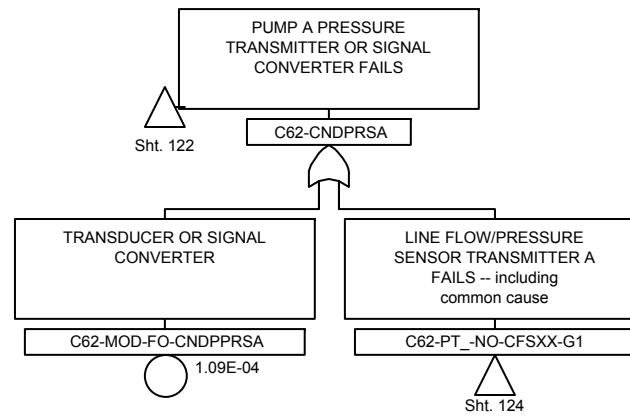 PUMP A PRESSURE
TRANSMITTER OR SIGNAL
CONVERTER FAILS
Sht. 122
C62-CNDPRSA
TRANSDUCER OR SIGNAL
CONVERTER
C62-MOD-FO-CNDPPRSA
1.09E-04
LINE FLOW/PRESSURE
SENSOR TRANSMITTER A
FAILS -- including
common cause
C62-PT_-NO-CFSXX-G1
Sht. 124